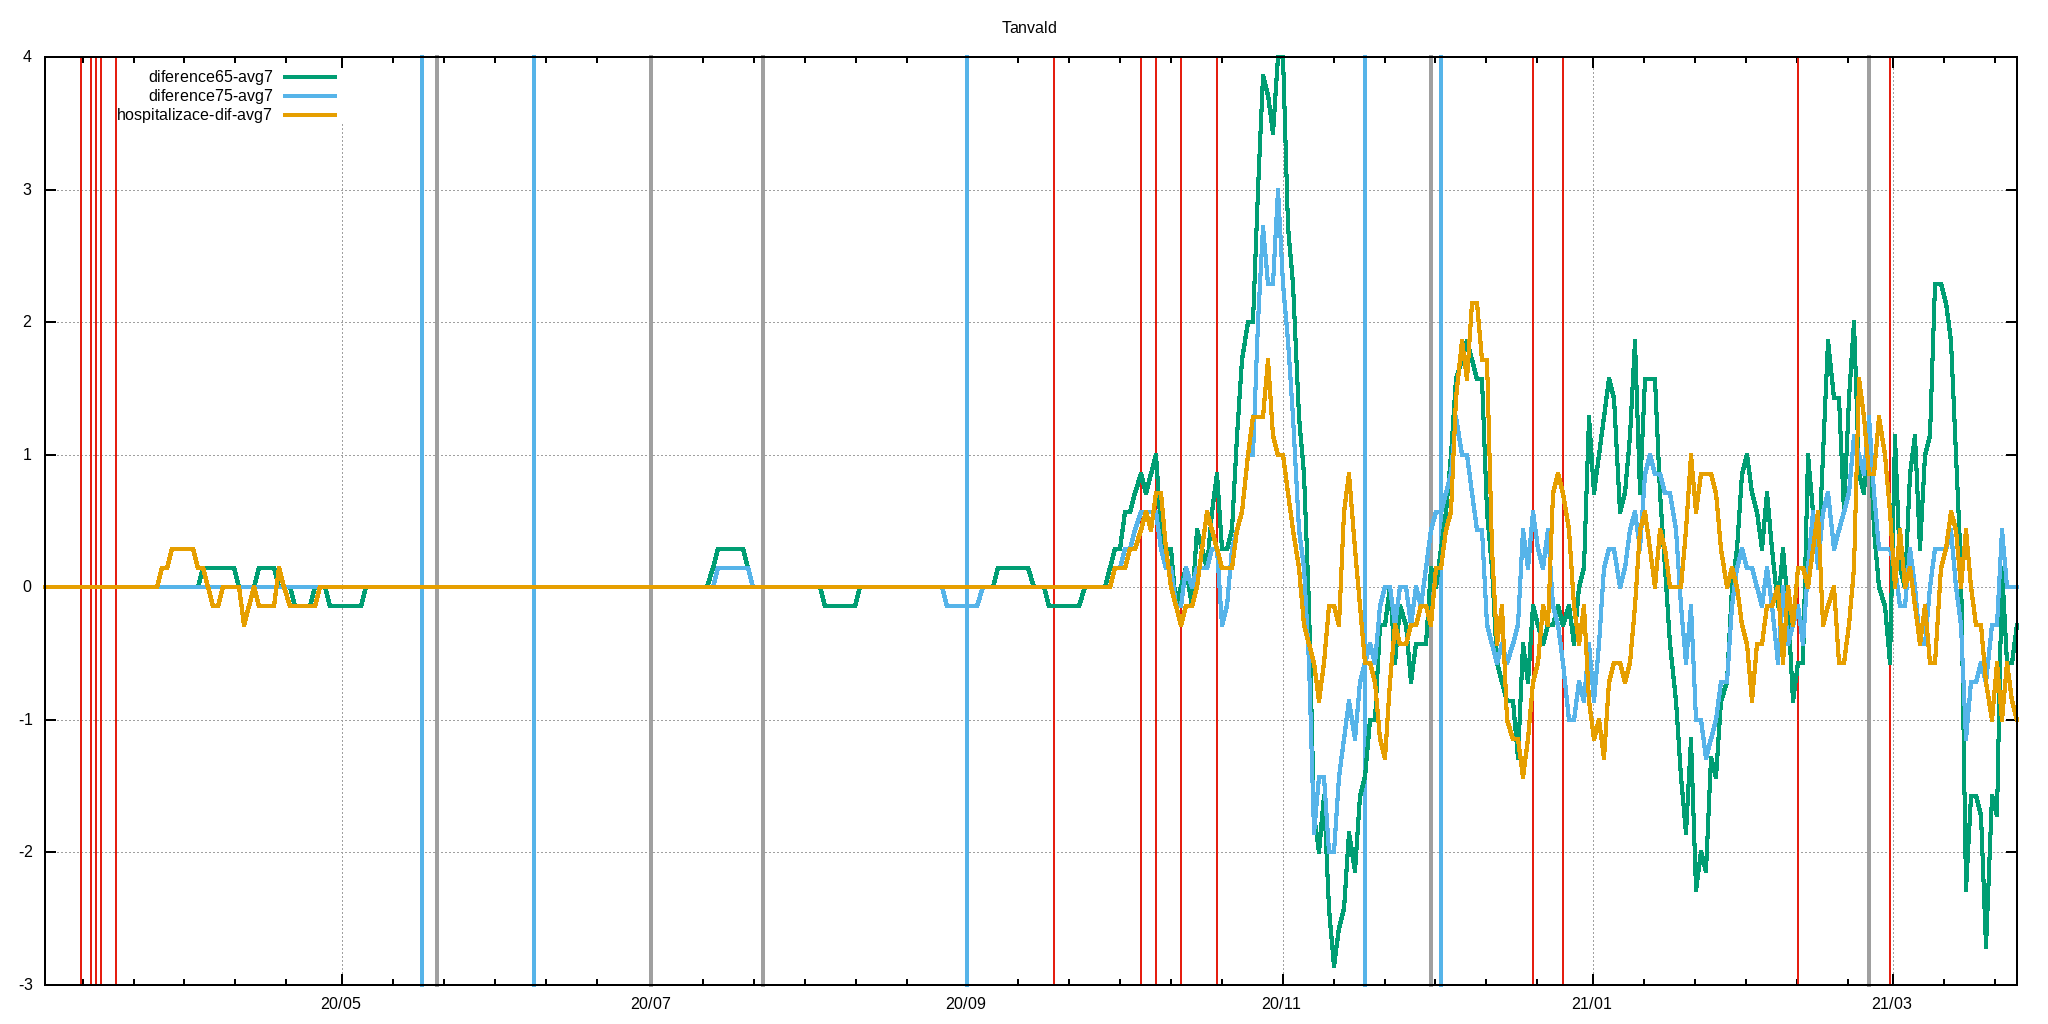 Tanvald
diference65-avg7
diference75-avg7
hospitalizace-dif-avg7
4
3
2
1
0
-1
-2
-3
20/05 20/07 20/09 20/11 21/01 21/03